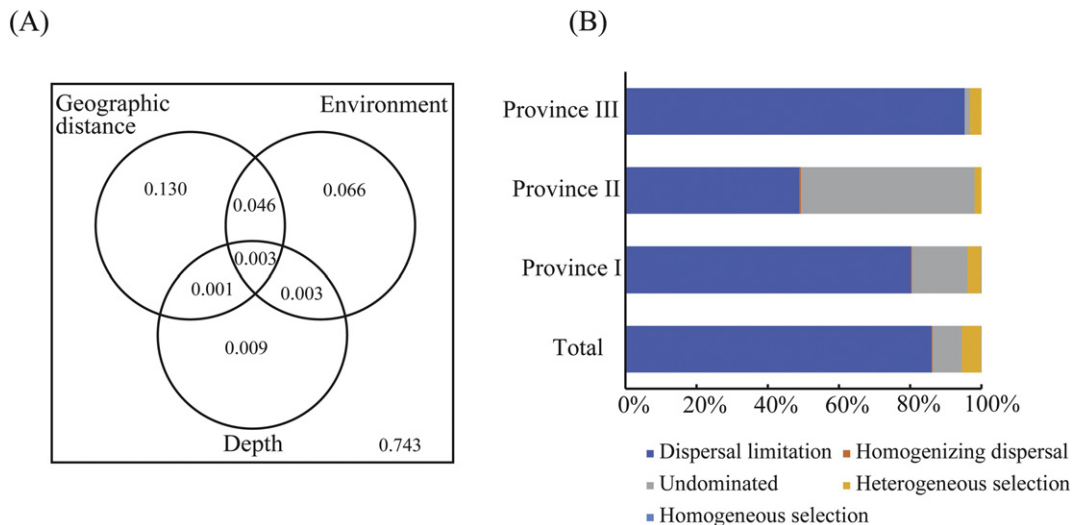 (A)
Geographic
distance
Environment
0.130
0.046
0.066
0.003
0.001
0.003
0.009
Depth
0.743
(B)
Province III
Province II
Province I
Total
0% 20% 40% 60% 80% 100%
Dispersal limitation
Homogenizing dispersal
Undominated
Heterogeneous selection
Homogeneous selection